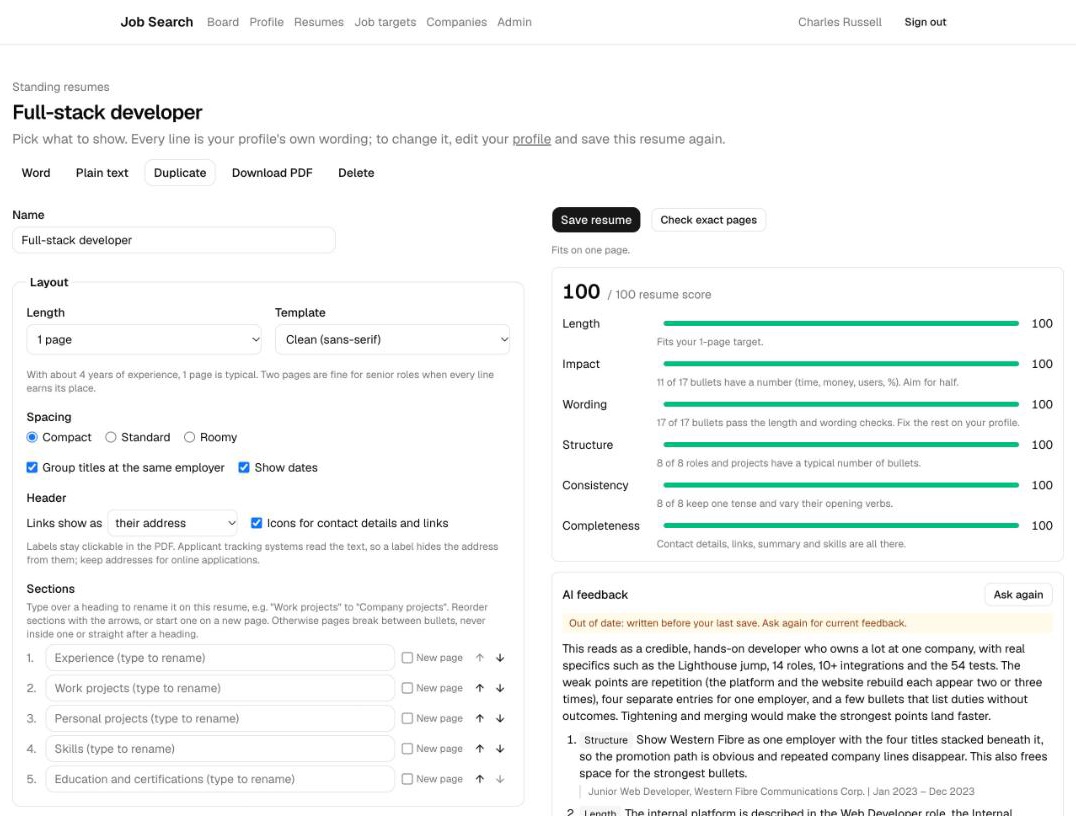 Job Search Board Profile Resumes Job targets Companies Admin Charles Russell Sign out
Standing resumes
Full-stack developer
Pick what to show. Every line is your profile's own wording; to change it, edit your profile and save this resume again.
Word Plain text Duplicate Download PDF Delete
Name
Full-stack developer
Layout
Length Template
1 page Clean (sans-serif)
With about 4 years of experience, 1 page is typical. Two pages are fine for senior roles when every line
earns its place.
Spacing
Compact Standard Roomy
Group titles at the same employer Show dates
Header
Links show as their address Icons for contact details and links
Labels stay clickable in the PDF. Applicant tracking systems read the text, so a label hides the address
from them; keep addresses for online applications.
Sections
Type over a heading to rename it on this resume, e.g. "Work projects" to "Company projects". Reorder
sections with the arrows, or start one on a new page. Otherwise pages break between bullets, never
inside one or straight after a heading.
1. Experience (type to rename) New page ↑ ↓
2. Work projects (type to rename) New page ↑ ↓
3. Personal projects (type to rename) New page ↑ ↓
4. Skills (type to rename) New page ↑ ↓
5. Education and certifications (type to rename) New page ↑ ↓
Save resume Check exact pages
Fits on one page.
100 / 100 resume score
Length 100
Fits your 1-page target.
Impact 100
11 of 17 bullets have a number (time, money, users, %). Aim for half.
Wording 100
17 of 17 bullets pass the length and wording checks. Fix the rest on your profile.
Structure 100
8 of 8 roles and projects have a typical number of bullets.
Consistency 100
8 of 8 keep one tense and vary their opening verbs.
Completeness 100
Contact details, links, summary and skills are all there.
AI feedback Ask again
Out of date: written before your last save. Ask again for current feedback.
This reads as a credible, hands-on developer who owns a lot at one company, with real
specifics such as the Lighthouse jump, 14 roles, 10+ integrations and the 54 tests. The
weak points are repetition (the platform and the website rebuild each appear two or three
times), four separate entries for one employer, and a few bullets that list duties without
outcomes. Tightening and merging would make the strongest points land faster.
1. Structure Show Western Fibre as one employer with the four titles stacked beneath it,
so the promotion path is obvious and repeated company lines disappear. This also frees
space for the strongest bullets.
Junior Web Developer, Western Fibre Communications Corp. | Jan 2023 – Dec 2023
2. Length The internal platform is described in the Web Developer role, the Internal